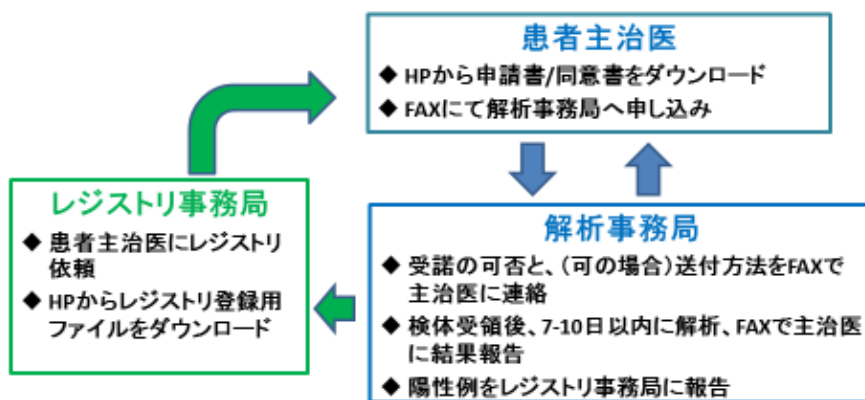 患者主治医
◆ HPから申請書/同意書をダウンロード
◆ FAXにて解析事務局へ申し込み
レジストリ事務局
◆ 患者主治医にレジストリ
依頼
◆ HPからレジストリ登録用
ファイルをダウンロード
解析事務局
◆ 受諾の可否と、(可の場合)送付方法をFAXで
主治医に連絡
◆ 検体受領後、7-10日以内に解析、FAXで主治医
に結果報告
◆ 陽性例をレジストリ事務局に報告